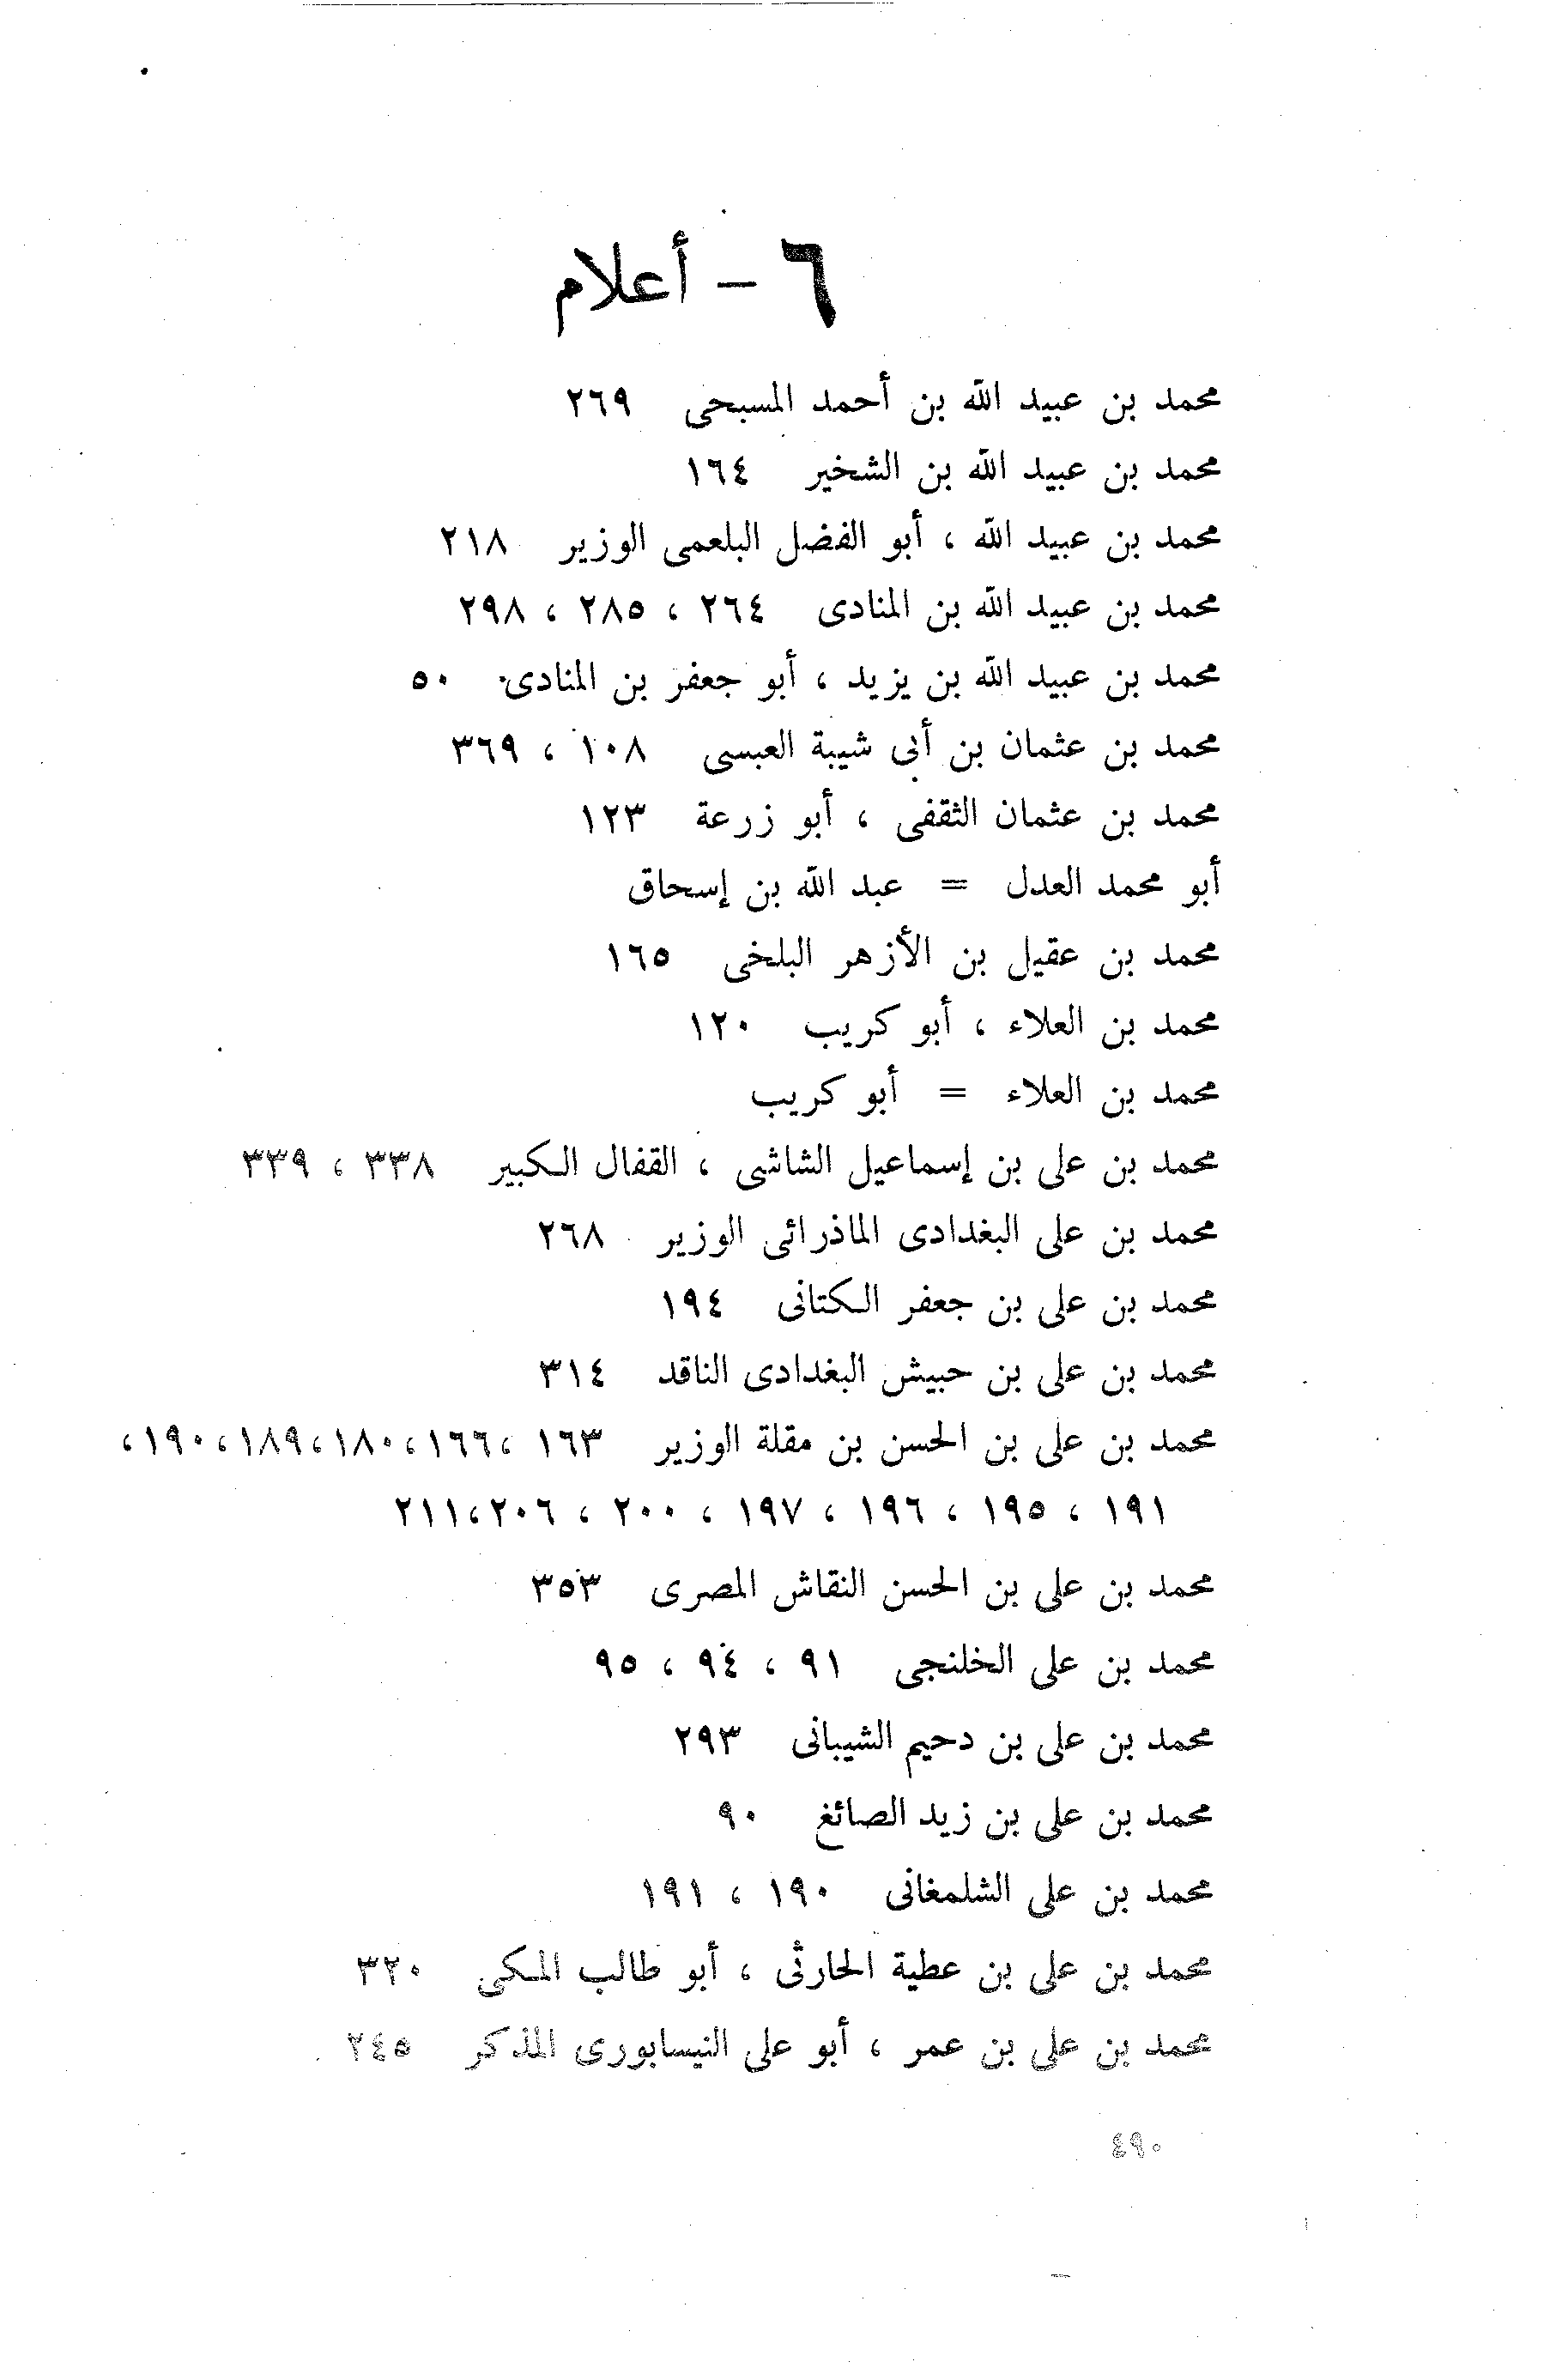 ٦ - أعلام
محمد بن عبيد الله بن أحمد المسبحى ٢٦٩
محمد بن عبيد الله بن الشخير ١٦٤
محمد بن عبيد الله ، أبو الفضل البلعمى الوزير ٢١٨
محمد بن عبيد الله بن المنادى ٢٦٤ ، ٢٨٥ ، ٢٩٨
محمد بن عبيد الله بن يزيد ، أبو جعفر بن المنادى ٥٠
محمد بن عثمان بن أبى شيبة العبسى ١٠٨ ، ٣٦٩
محمد بن عثمان الثقفى ، أبو زرعة ١٢٣
أبو محمد العدل = عبد الله بن إسحاق
محمد بن عقيل بن الأزهر البلخى ١٦٥
محمد بن العلاء ، أبو كريب ١٢٠
محمد بن العلاء = أبو كريب
محمد بن على بن إسماعيل الشاشى ، القفال الكبير ٣٣٨ ، ٣٣٩
محمد بن على البغدادى الماذرائى الوزير ٢٦٨
محمد بن على بن جعفر الكتانى ١٩٤
محمد بن على بن حبيش البغدادى الناقد ٣١٤
محمد بن على بن الحسن بن مقلة الوزير ١٦٣ ،١٦٦،١٨٠،١٨٩،١٩٠،
١٩١ ، ١٩٥ ، ١٩٦ ، ١٩٧ ، ٢٠٠ ، ٢٠٦،٢١١
محمد بن على بن الحسن النقاش المصرى ٣٥٣
محمد بن على الخلنجى ٩١ ، ٩٤ ، ٩٥
محمد بن على بن دحيم الشيبانى ٢٩٣
محمد بن على بن زيد الصائغ ٩٠
محمد بن على الشلمغانى ١٩٠ ، ١٩١
محمد بن على بن عطية الحارثى ، أبو طالب المكى ٣٢٠
محمد بن على بن عمر ، أبو على النيسابورى المذكر ٢٤٥
٤٩٠